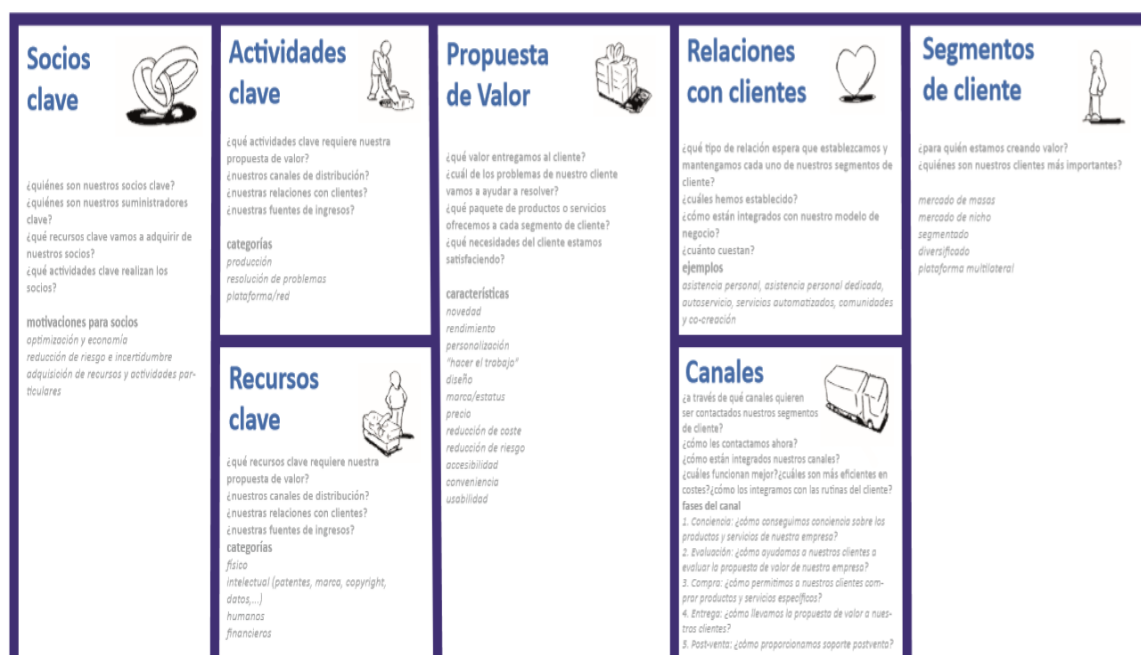 Socios
clave
¿quiénes son nuestros socios clave?
¿quiénes son nuestros suministradores
clave?
¿qué recursos clave vamos a adquirir de
nuestros socios?
¿qué actividades clave realizan los
socios?
motivaciones para socios
optimización y economía
reducción de riesgo e incertidumbre
adquisición de recursos y actividades par-
ticulares
Actividades
clave
¿qué actividades clave requiere nuestra
propuesta de valor?
¿nuestros canales de distribución?
¿nuestras relaciones con clientes?
¿nuestras fuentes de ingresos?
categorías
producción
resolución de problemas
plataforma/red
Recursos
clave
¿qué recursos clave requiere nuestra
propuesta de valor?
¿nuestros canales de distribución?
¿nuestras relaciones con clientes?
¿nuestras fuentes de ingresos?
categorías
físico
intelectual (patentes, marca, copyright,
datos,...)
humanos
financieros
Propuesta
de Valor
¿qué valor entregamos al cliente?
¿cuál de los problemas de nuestro cliente
vamos a ayudar a resolver?
¿qué paquete de productos o servicios
ofrecemos a cada segmento de cliente?
¿qué necesidades del cliente estamos
satisfaciendo?
características
novedad
rendimiento
personalización
"hacer el trabajo"
diseño
marca/estatus
precio
reducción de coste
reducción de riesgo
accesibilidad
conveniencia
usabilidad
Relaciones
con clientes
¿qué tipo de relación espera que establezcamos y
mantengamos cada uno de nuestros segmentos de
cliente?
¿cuáles hemos establecido?
¿cómo están integrados con nuestro modelo de
negocio?
¿cuánto cuestan?
ejemplos
asistencia personal, asistencia personal dedicada,
autoservicio, servicios automatizados, comunidades
y co-creación
Canales
¿a través de qué canales quieren
ser contactados nuestros segmentos
de cliente?
¿cómo les contactamos ahora?
¿cómo están integrados nuestros canales?
¿cuáles funcionan mejor?¿cuáles son más eficientes en
costes?¿cómo los integramos con las rutinas del cliente?
fases del canal
1. Conciencia: ¿cómo conseguimos conciencia sobre los
productos y servicios de nuestra empresa?
2. Evaluación: ¿cómo ayudamos a nuestros clientes a
evaluar la propuesta de valor de nuestra empresa?
3. Compra: ¿cómo permitimos a nuestros clientes com-
prar productos y servicios específicos?
4. Entrega: ¿cómo llevamos la propuesta de valor a nues-
tros clientes?
5. Post-venta: ¿cómo proporcionamos soporte postventa?
Segmentos
de cliente
¿para quién estamos creando valor?
¿quiénes son nuestros clientes más importantes?
mercado de masas
mercado de nicho
segmentado
diversificado
plataforma multilateral